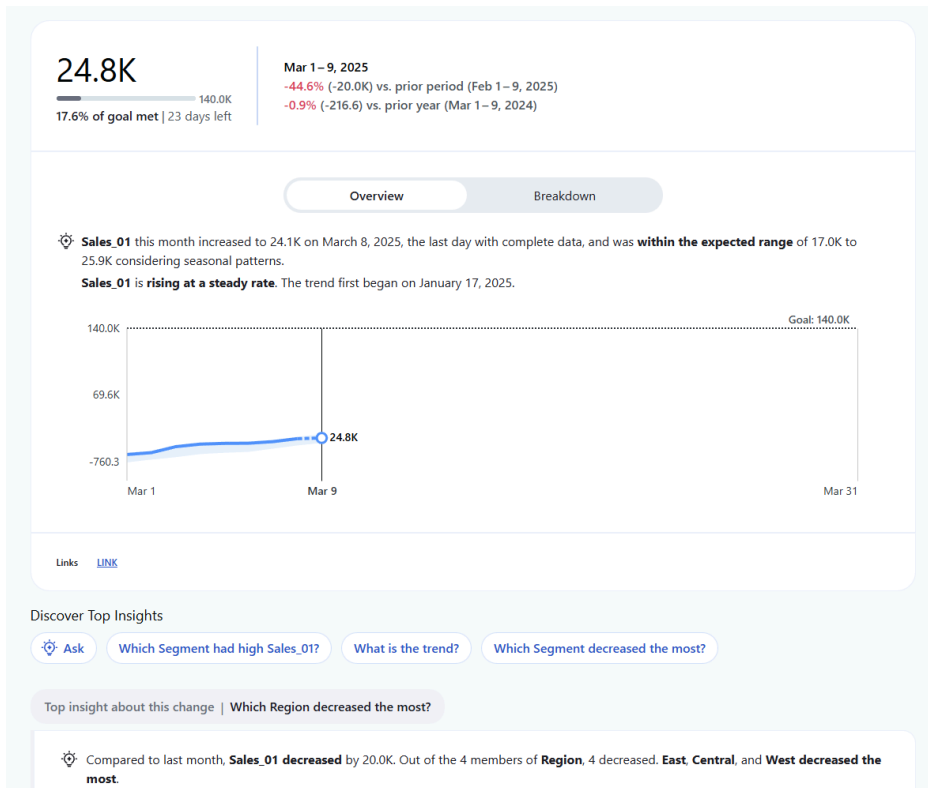 24.8K
140.0K
17.6% of goal met | 23 days left
Mar 1 – 9, 2025
-44.6% (-20.0K) vs. prior period (Feb 1 – 9, 2025)
-0.9% (-216.6) vs. prior year (Mar 1 – 9, 2024)
Overview
Breakdown
Sales_01 this month increased to 24.1K on March 8, 2025, the last day with complete data, and was within the expected range of 17.0K to
25.9K considering seasonal patterns.
Sales_01 is rising at a steady rate. The trend first began on January 17, 2025.
Goal: 140.0K
140.0K
69.6K
24.8K
-760.3
Mar 1
Mar 9
Mar 31
Links LINK
Discover Top Insights
Ask
Which Segment had high Sales_01?
What is the trend?
Which Segment decreased the most?
Top insight about this change | Which Region decreased the most?
Compared to last month, Sales_01 decreased by 20.0K. Out of the 4 members of Region, 4 decreased. East, Central, and West decreased the
most.